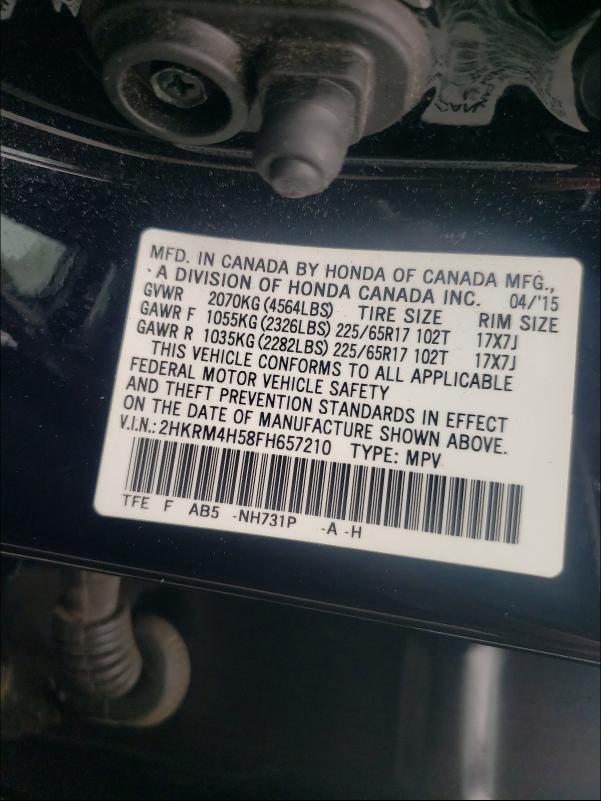 MFD. IN CANADA BY HONDA OF CANADA MFG.,
A DIVISION OF HONDA CANADA INC. 04/'15
GVWR 2070KG (4564LBS) TIRE SIZE RIM SIZE
GAWR F 1055KG (2326LBS) 225/65R17 102T 17X7J
GAWR R 1035KG (2282LBS) 225/65R17 102T 17X7J
THIS VEHICLE CONFORMS TO ALL APPLICABLE
FEDERAL MOTOR VEHICLE SAFETY
AND THEFT PREVENTION STANDARDS IN EFFECT
ON THE DATE OF MANUFACTURE SHOWN ABOVE.
V.I.N.: 2HKRM4H58FH657210 TYPE: MPV
TFE F AB5 -NH731P -A -H